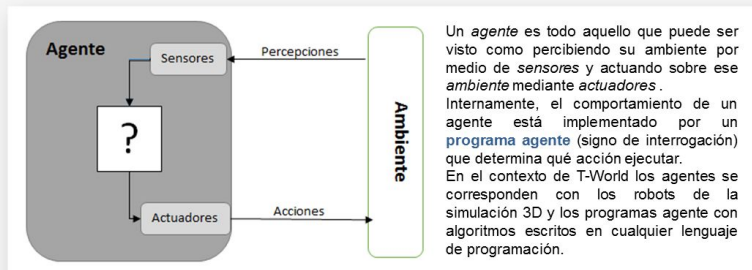 Agente
Sensores
Percepciones
?
Ambiente
Actuadores
Acciones
Un agente es todo aquello que puede ser
visto como percibiendo su ambiente por
medio de sensores y actuando sobre ese
ambiente mediante actuadores .
Internamente, el comportamiento de un
agente está implementado por un
programa agente (signo de interrogación)
que determina qué acción ejecutar.
En el contexto de T-World los agentes se
corresponden con los robots de la
simulación 3D y los programas agente con
algoritmos escritos en cualquier lenguaje
de programación.